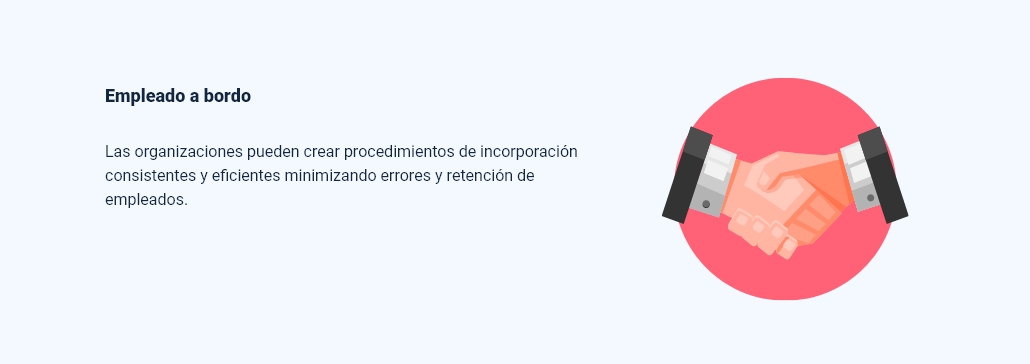 Empleado a bordo
Las organizaciones pueden crear procedimientos de incorporación
consistentes y eficientes minimizando errores y retención de
empleados.